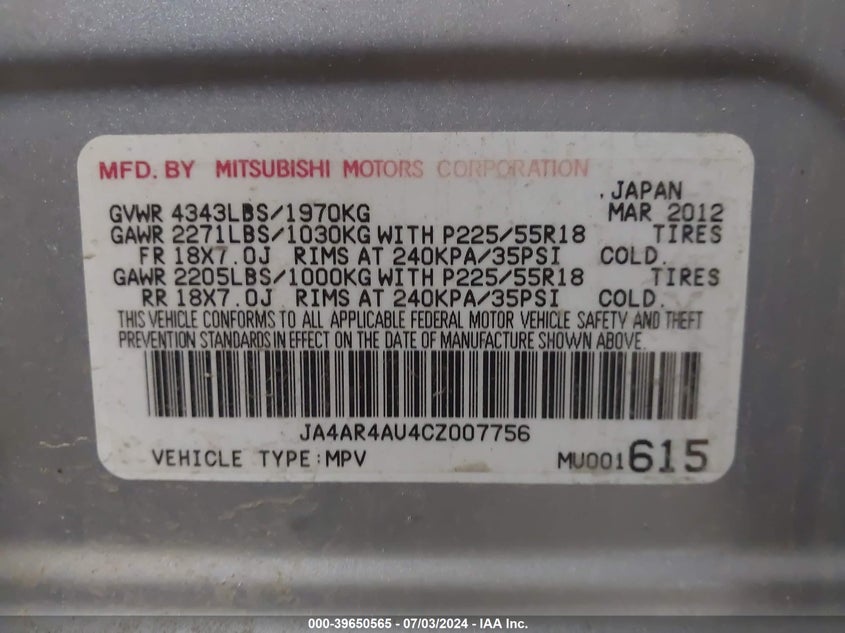 MFD. BY MITSUBISHI MOTORS CORPORATION
.JAPAN
GVWR 4343LBS/1970KG MAR 2012
GAWR 2271LBS/1030KG WITH P225/55R18 TIRES
FR 18X7.0J RIMS AT 240KPA/35PSI COLD.
GAWR 2205LBS/1000KG WITH P225/55R18 TIRES
RR 18X7.0J RIMS AT 240KPA/35PSI COLD.
THIS VEHICLE CONFORMS TO ALL APPLICABLE FEDERAL MOTOR VEHICLE SAFETY AND THEFT
PREVENTION STANDARDS IN EFFECT ON THE DATE OF MANUFACTURE SHOWN ABOVE.
JA4AR4AU4CZ007756
VEHICLE TYPE:MPV MU001615
000-39650565 - 07/03/2024 - IAA Inc.